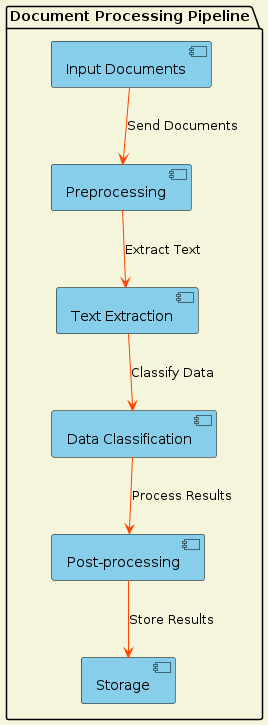 Document Processing Pipeline
Input Documents
Send Documents
Preprocessing
Extract Text
Text Extraction
Classify Data
Data Classification
Process Results
Post-processing
Store Results
Storage